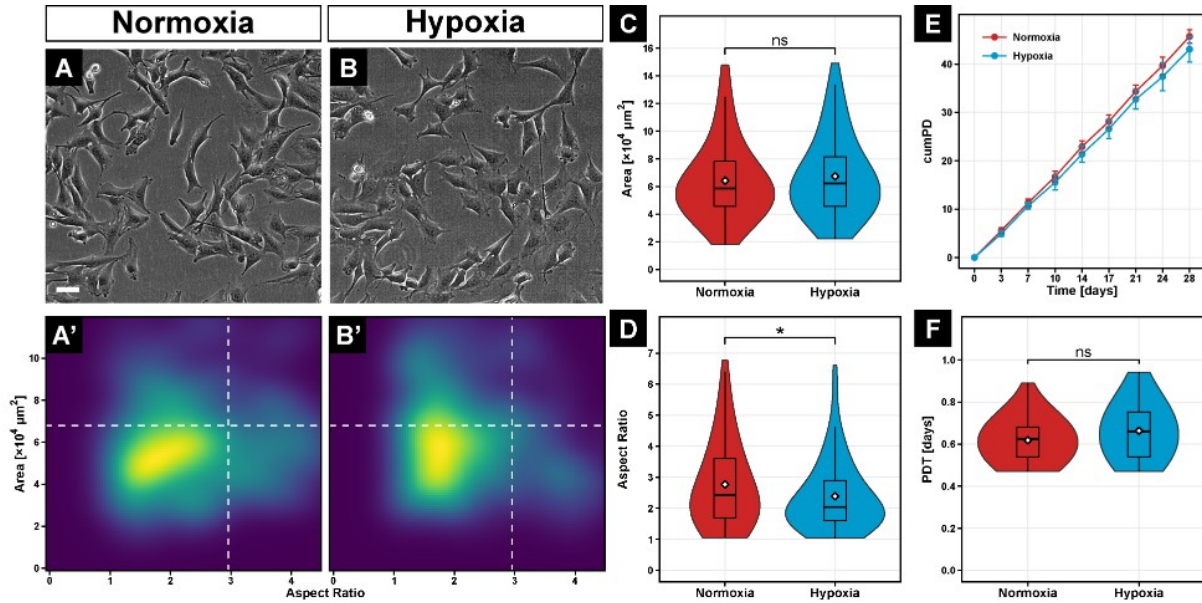 Normoxia
Hypoxia
A
B
A'
B'
Area [×10⁴ µm²]
10
8
6
4
2
0
0 1 2 3 4
0 1 2 3 4
Aspect Ratio
C
Area [×10⁴ µm²]
16
14
12
10
8
6
4
2
0
ns
Normoxia Hypoxia
D
Aspect Ratio
7
6
5
4
3
2
1
0
*
Normoxia Hypoxia
E
cumPD
40
30
20
10
0
Normoxia
Hypoxia
0 3 7 10 14 17 21 24 28
Time [days]
F
PDT [days]
1.0
0.8
0.6
0.4
0.2
0.0
ns
Normoxia Hypoxia